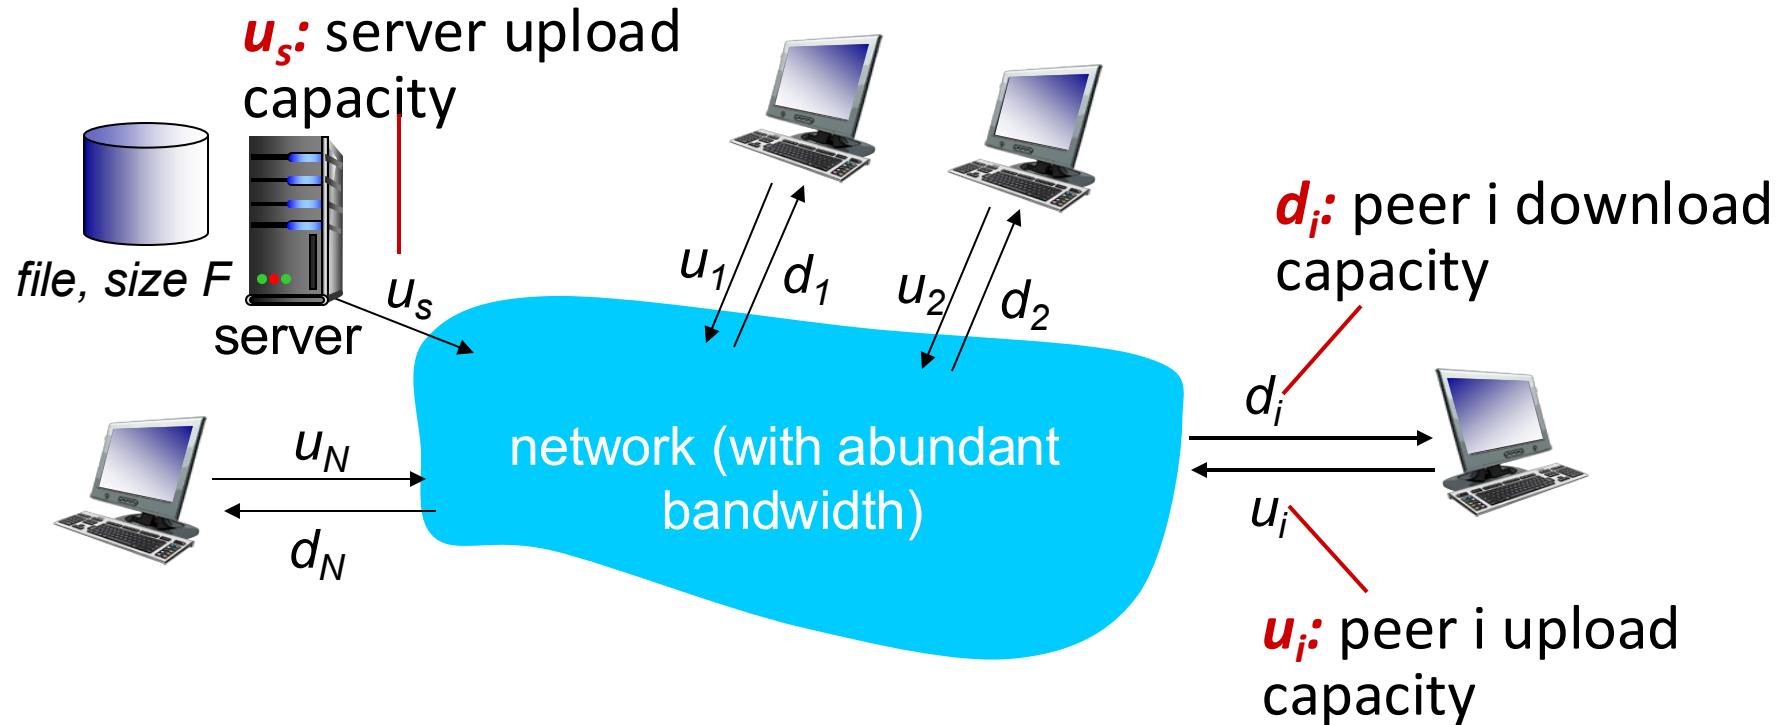 us: server upload
capacity
file, size F
server
us
u1
d1
u2
d2
di: peer i download
capacity
di
ui
uN
dN
network (with abundant
bandwidth)
ui: peer i upload
capacity